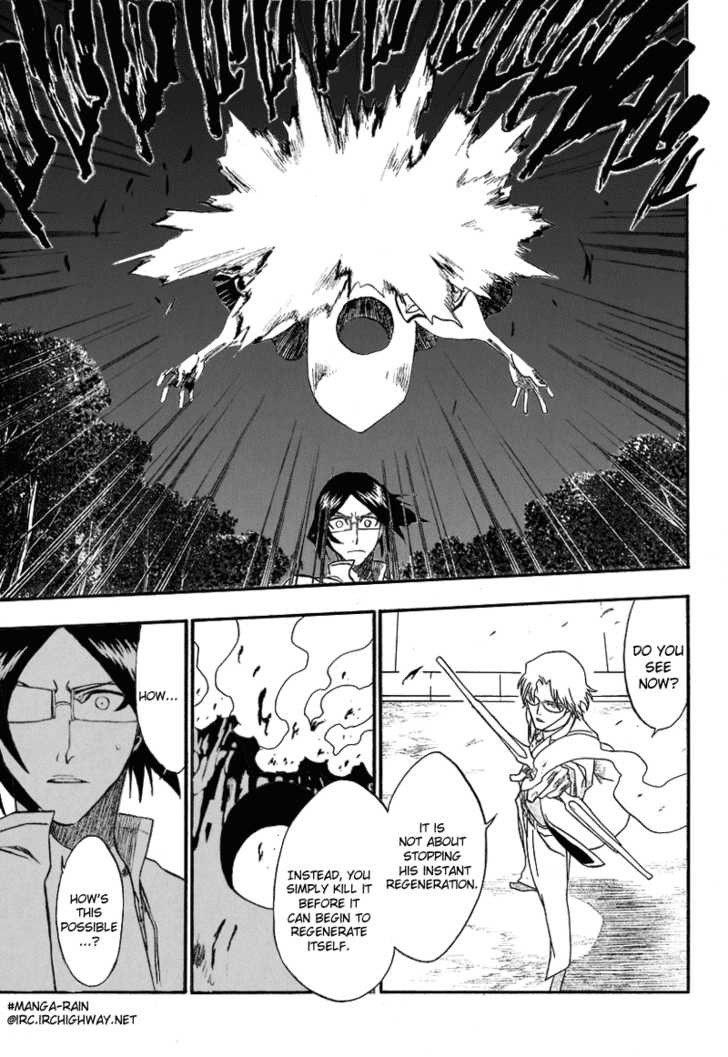 DO YOU
SEE
NOW?
IT IS
NOT ABOUT
STOPPING
HIS INSTANT
REGENERATION.
INSTEAD, YOU
SIMPLY KILL IT
BEFORE IT
CAN BEGIN TO
REGENERATE
ITSELF.
HOW...
HOW'S
THIS
POSSIBLE
...?
#MANGA-RAIN
@IRC.IRCHIGHWAY.NET